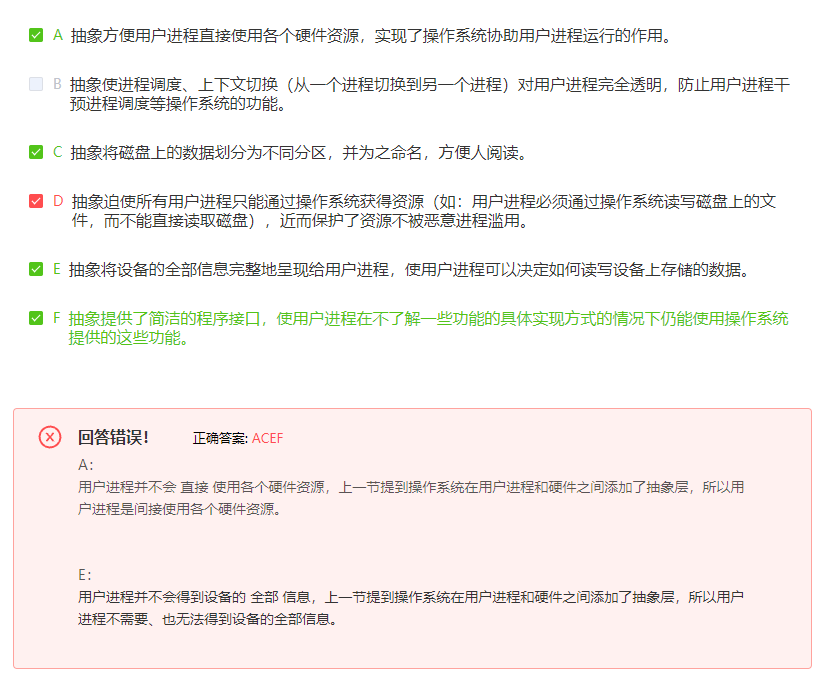 A 抽象方便用户进程直接使用各个硬件资源，实现了操作系统协助用户进程运行的作用。
B 抽象使进程调度、上下文切换（从一个进程切换到另一个进程）对用户进程完全透明，防止用户进程干
预进程调度等操作系统的功能。
C 抽象将磁盘上的数据划分为不同分区，并为之命名，方便人阅读。
D 抽象迫使所有用户进程只能通过操作系统获得资源（如：用户进程必须通过操作系统读写磁盘上的文
件，而不能直接读取磁盘），近而保护了资源不被恶意进程滥用。
E 抽象将设备的全部信息完整地呈现给用户进程，使用户进程可以决定如何读写设备上存储的数据。
F 抽象提供了简洁的程序接口，使用户进程在不了解一些功能的具体实现方式的情况下仍能使用操作系统
提供的这些功能。
回答错误！ 正确答案: ACEF
A：
用户进程并不会 直接 使用各个硬件资源，上一节提到操作系统在用户进程和硬件之间添加了抽象层，所以用
户进程是间接使用各个硬件资源。
E：
用户进程并不会得到设备的 全部 信息，上一节提到操作系统在用户进程和硬件之间添加了抽象层，所以用户
进程不需要、也无法得到设备的全部信息。